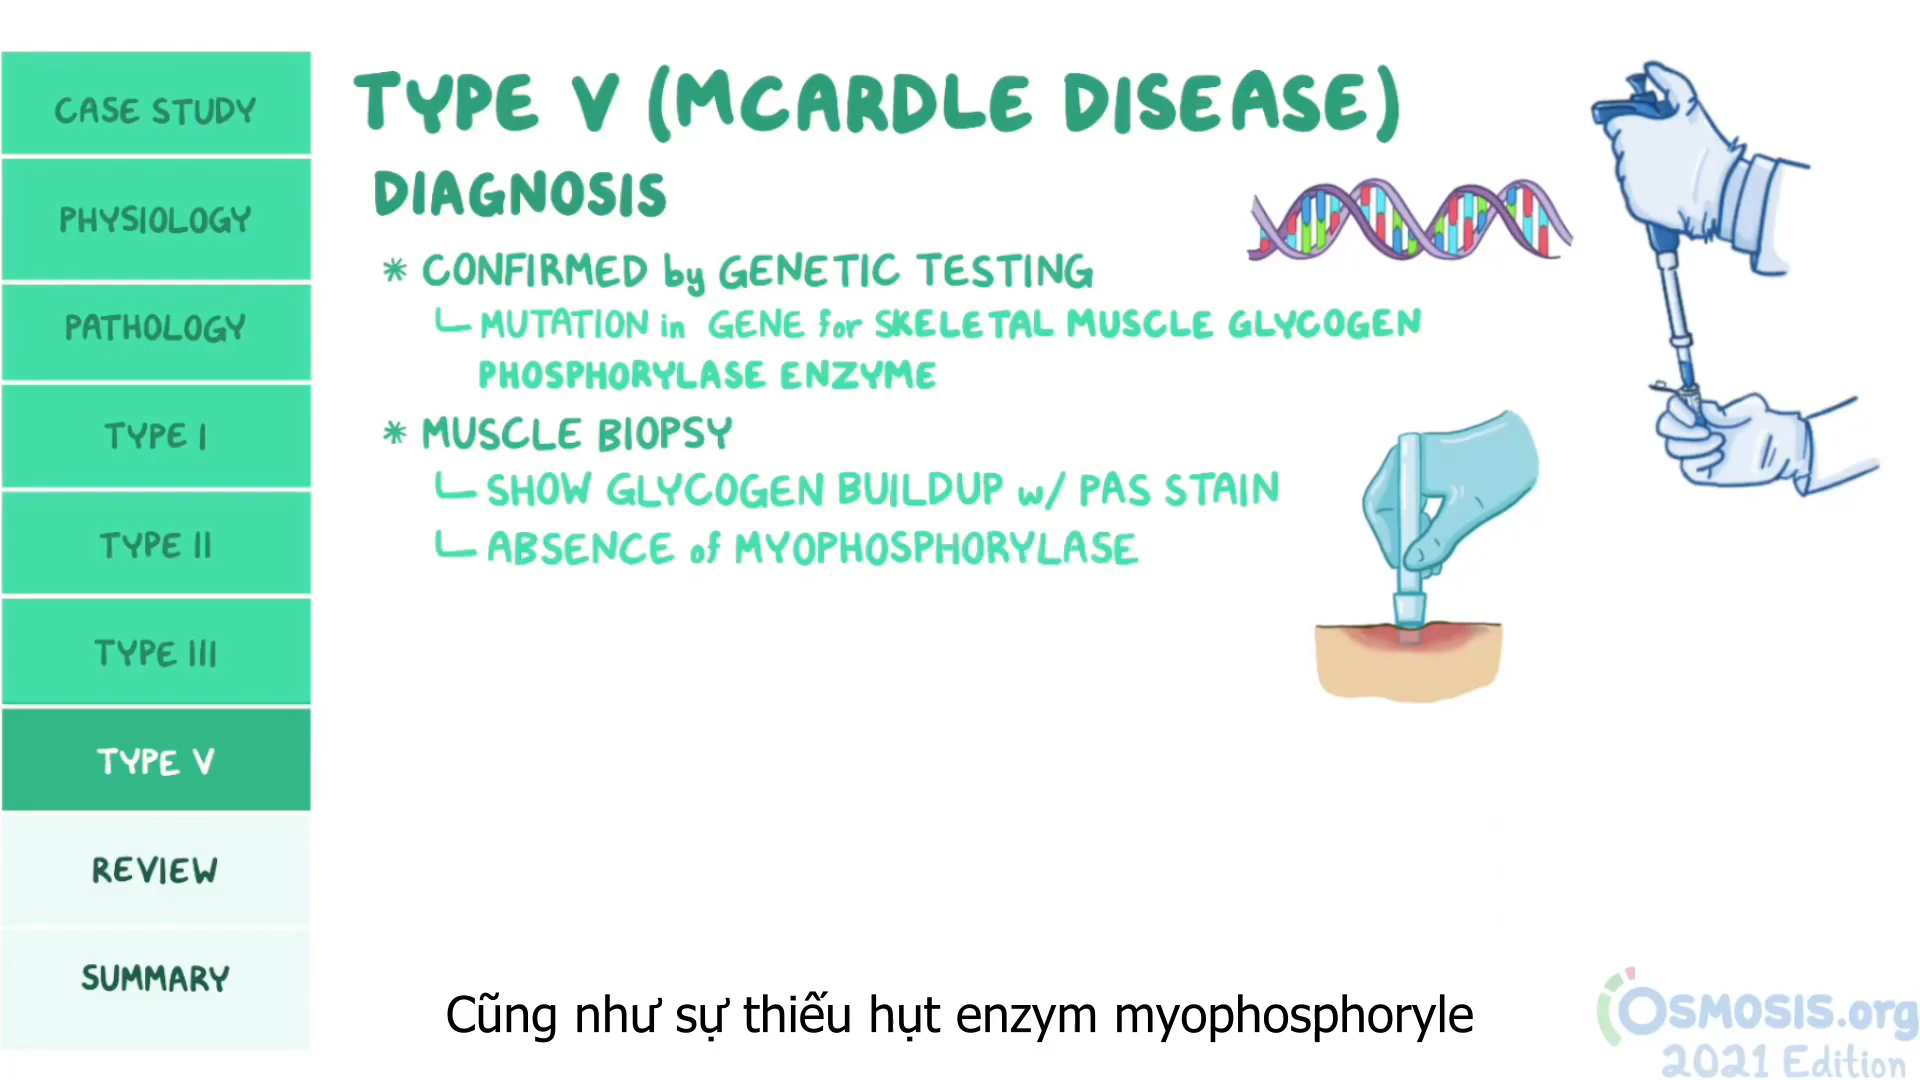 CASE STUDY
PHYSIOLOGY
PATHOLOGY
TYPE I
TYPE II
TYPE III
TYPE V
REVIEW
SUMMARY
TYPE V (MCARDLE DISEASE)
DIAGNOSIS
* CONFIRMED by GENETIC TESTING
MUTATION in GENE for SKELETAL MUSCLE GLYCOGEN
PHOSPHORYLASE ENZYME
* MUSCLE BIOPSY
SHOW GLYCOGEN BUILDUP w/ PAS STAIN
ABSENCE of MYOPHOSPHORYLASE
Cũng như sự thiếu hụt enzym myophosphoryle
OSMOSIS.org
2021 Edition